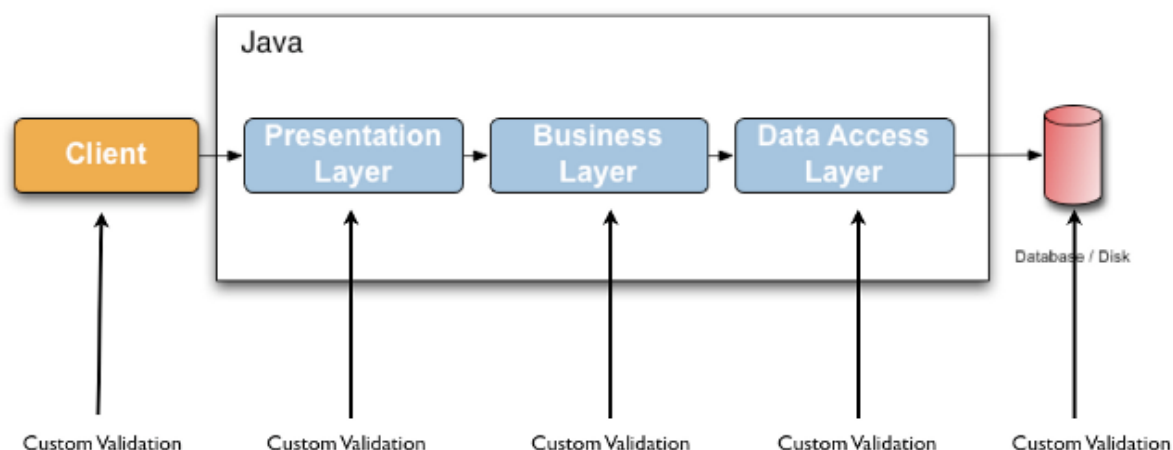 Java
Client
Presentation
Layer
Business
Layer
Data Access
Layer
Database / Disk
Custom Validation
Custom Validation
Custom Validation
Custom Validation
Custom Validation